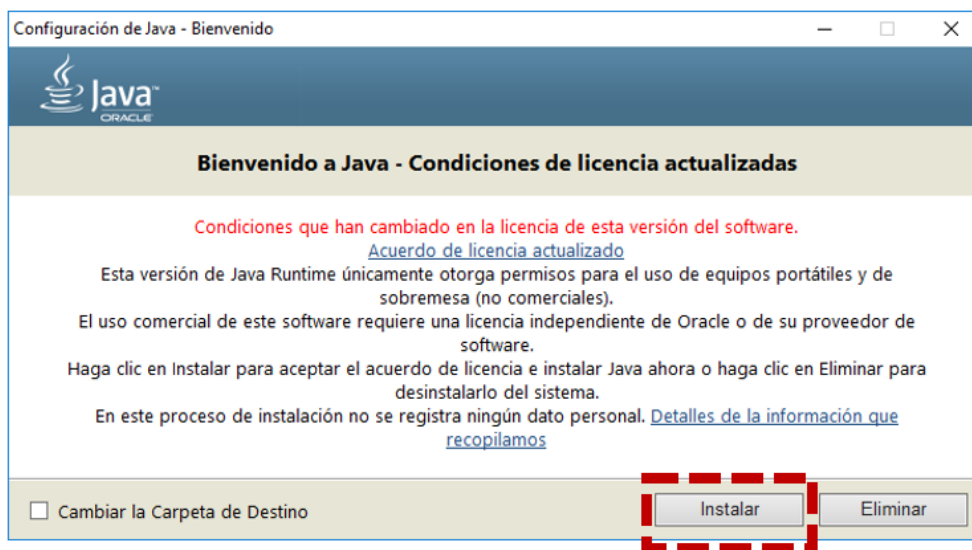 Configuración de Java - Bienvenido
Java™
ORACLE
Bienvenido a Java - Condiciones de licencia actualizadas
Condiciones que han cambiado en la licencia de esta versión del software.
Acuerdo de licencia actualizado
Esta versión de Java Runtime únicamente otorga permisos para el uso de equipos portátiles y de
sobremesa (no comerciales).
El uso comercial de este software requiere una licencia independiente de Oracle o de su proveedor de
software.
Haga clic en Instalar para aceptar el acuerdo de licencia e instalar Java ahora o haga clic en Eliminar para
desinstalarlo del sistema.
En este proceso de instalación no se registra ningún dato personal. Detalles de la información que
recopilamos
Cambiar la Carpeta de Destino
Instalar
Eliminar